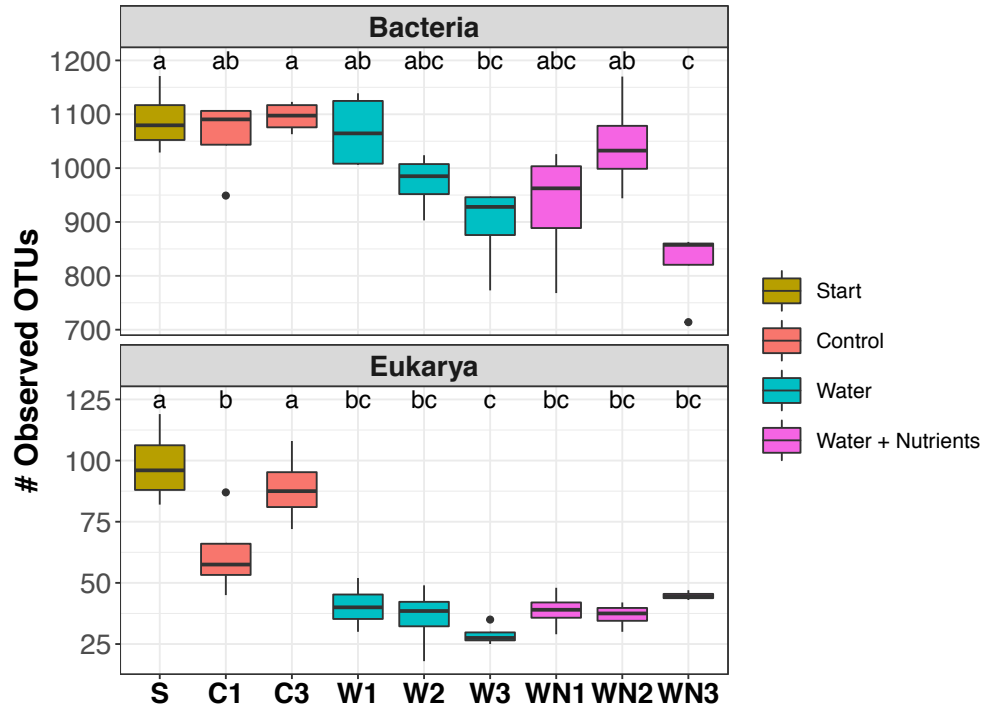 Bacteria
# Observed OTUs
1200
1100
1000
900
800
700
a ab a ab abc bc abc ab c
Eukarya
125
100
75
50
25
a b a bc bc c bc bc bc
S C1 C3 W1 W2 W3 WN1 WN2 WN3
Start
Control
Water
Water + Nutrients